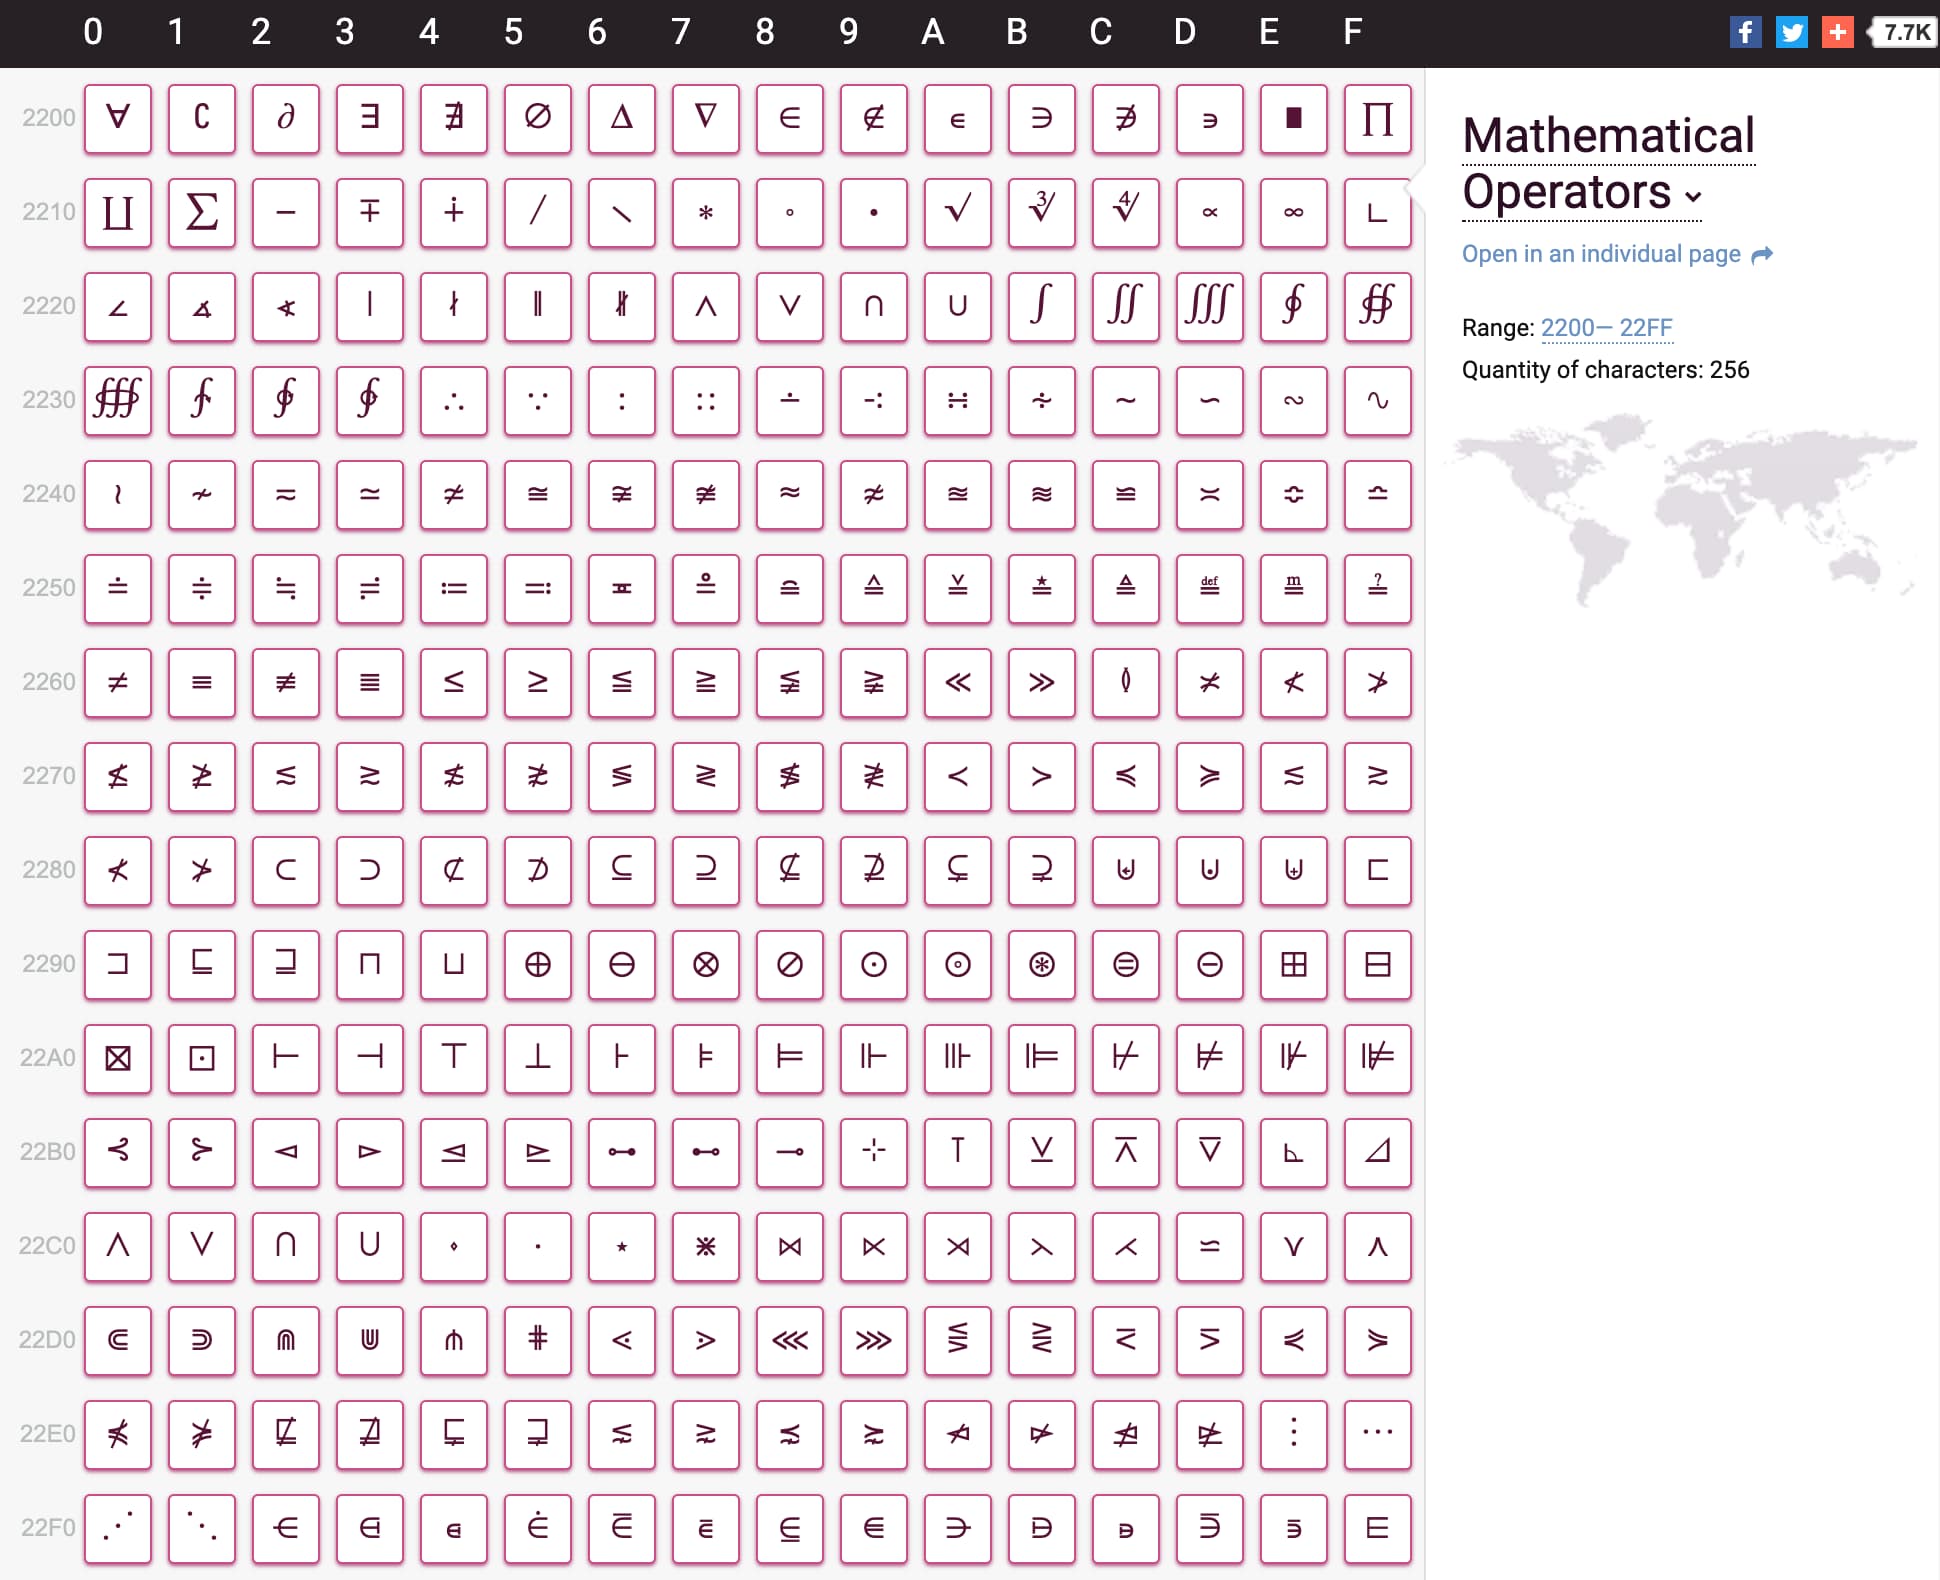 0 1 2 3 4 5 6 7 8 9 A B C D E F 7.7K
2200 ∀ ∁ ∂ ∃ ∄ ∅ ∆ ∇ ∈ ∉ ∊ ∋ ∌ ∍ ∎ ∏
2210 ∐ ∑ − ∓ ∔ ∕ ∖ ∗ ∘ ∙ √ ∛ ∜ ∝ ∞ ∟
2220 ∠ ∡ ∢ ∣ ∤ ∥ ∦ ∧ ∨ ∩ ∪ ∫ ∬ ∭ ∮ ∯
2230 ∰ ∱ ∲ ∳ ∴ ∵ ∶ ∷ ∸ ∹ ∺ ∻ ∼ ∽ ∾ ∿
2240 ≀ ≁ ≂ ≃ ≄ ≅ ≆ ≇ ≈ ≉ ≊ ≋ ≌ ≍ ≎ ≏
2250 ≐ ≑ ≒ ≓ ≔ ≕ ≖ ≗ ≘ ≙ ≚ ≛ ≜ ≝ ≞ ≟
2260 ≠ ≡ ≢ ≣ ≤ ≥ ≦ ≧ ≨ ≩ ≪ ≫ ≬ ≭ ≮ ≯
2270 ≰ ≱ ≲ ≳ ≴ ≵ ≶ ≷ ≸ ≹ ≺ ≻ ≼ ≽ ≾ ≿
2280 ⊀ ⊁ ⊂ ⊃ ⊄ ⊅ ⊆ ⊇ ⊈ ⊉ ⊊ ⊋ ⊌ ⊍ ⊎ ⊏
2290 ⊐ ⊑ ⊒ ⊓ ⊔ ⊕ ⊖ ⊗ ⊘ ⊙ ⊚ ⊛ ⊜ ⊝ ⊞ ⊟
22A0 ⊠ ⊡ ⊢ ⊣ ⊤ ⊥ ⊦ ⊧ ⊨ ⊩ ⊪ ⊫ ⊬ ⊭ ⊮ ⊯
22B0 ⊰ ⊱ ⊲ ⊳ ⊴ ⊵ ⊶ ⊷ ⊸ ⊹ ⊺ ⊻ ⊼ ⊽ ⊾ ⊿
22C0 ⋀ ⋁ ⋂ ⋃ ⋄ ⋅ ⋆ ⋇ ⋈ ⋉ ⋊ ⋋ ⋌ ⋍ ⋎ ⋏
22D0 ⋐ ⋑ ⋒ ⋓ ⋔ ⋕ ⋖ ⋗ ⋘ ⋙ ⋚ ⋛ ⋜ ⋝ ⋞ ⋟
22E0 ⋠ ⋡ ⋢ ⋣ ⋤ ⋥ ⋦ ⋧ ⋨ ⋩ ⋪ ⋫ ⋬ ⋭ ⋮ ⋯
22F0 ⋰ ⋱ ⋲ ⋳ ⋴ ⋵ ⋶ ⋷ ⋸ ⋹ ⋺ ⋻ ⋼ ⋽ ⋾ ⋿
Mathematical
Operators
Open in an individual page
Range: 2200— 22FF
Quantity of characters: 256